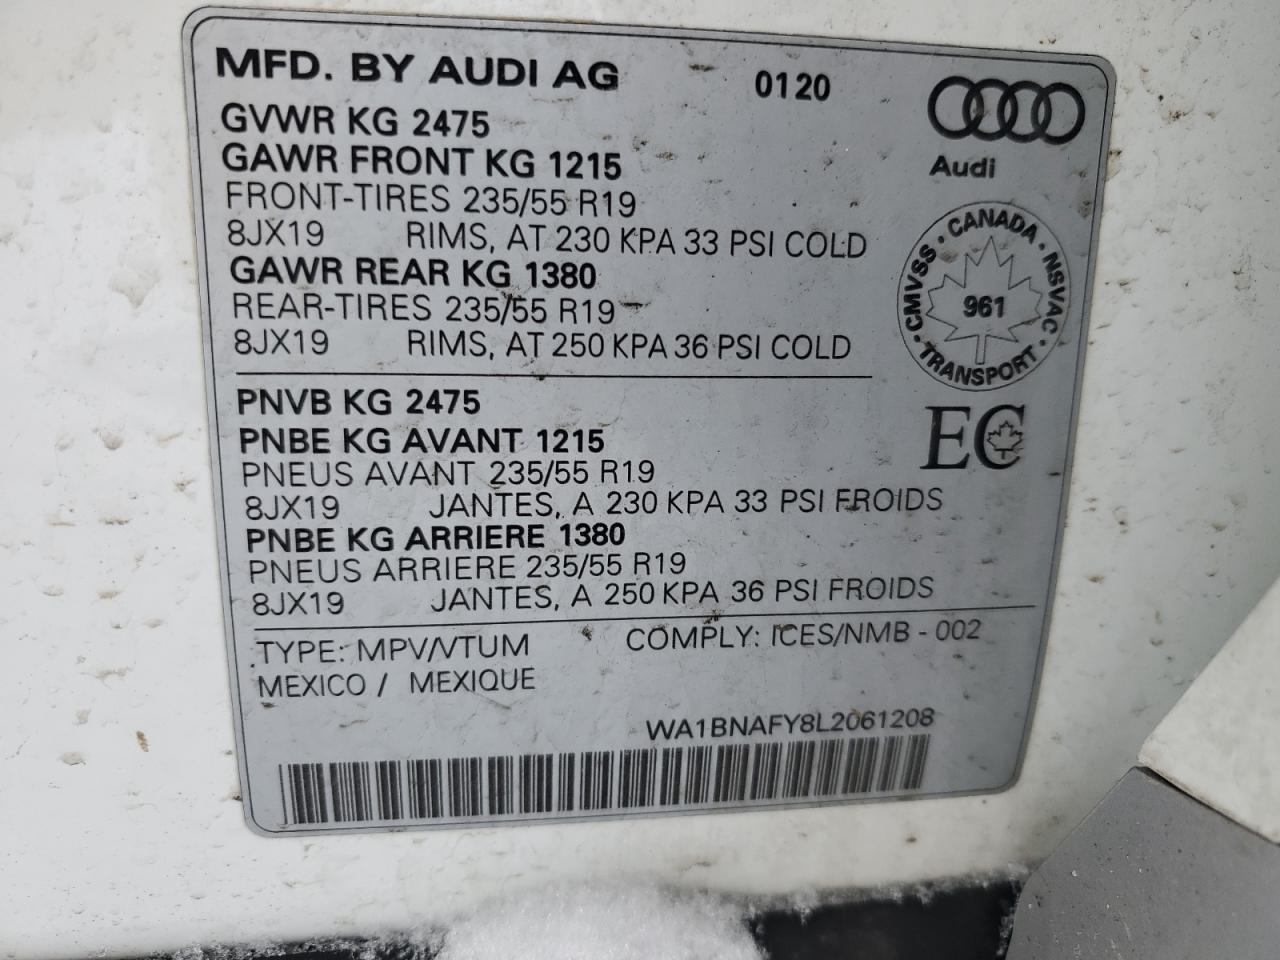 MFD. BY AUDI AG 0120
Audi
GVWR KG 2475
GAWR FRONT KG 1215
FRONT-TIRES 235/55 R19
8JX19 RIMS, AT 230 KPA 33 PSI COLD
GAWR REAR KG 1380
REAR-TIRES 235/55 R19
8JX19 RIMS, AT 250 KPA 36 PSI COLD
CMVSS · CANADA · NSVAC · TRANSPORT ·
961
PNVB KG 2475
PNBE KG AVANT 1215
PNEUS AVANT 235/55 R19
8JX19 JANTES, A 230 KPA 33 PSI FROIDS
PNBE KG ARRIERE 1380
PNEUS ARRIERE 235/55 R19
8JX19 JANTES, A 250 KPA 36 PSI FROIDS
EC
TYPE: MPV/VTUM COMPLY: ICES/NMB - 002
MEXICO / MEXIQUE
WA1BNAFY8L2061208